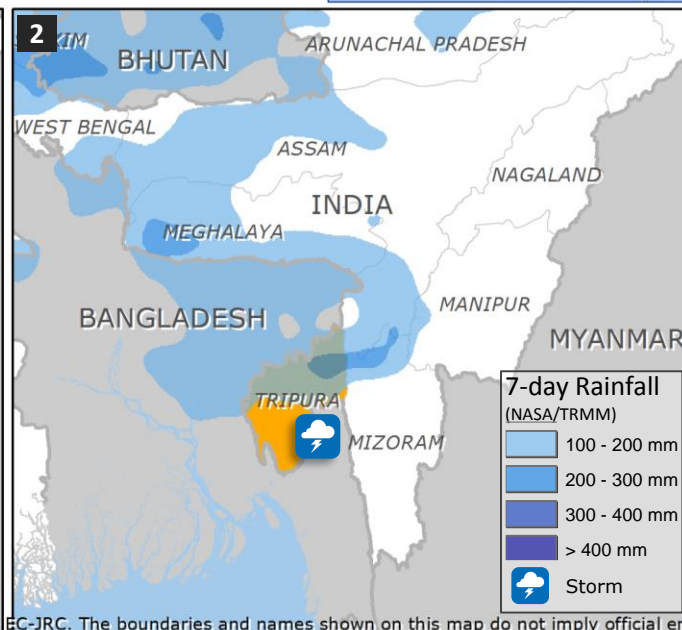 2
KIM
BHUTAN
ARUNACHAL PRADESH
WEST BENGAL
ASSAM
NAGALAND
INDIA
MEGHALAYA
MANIPUR
BANGLADESH
MYANMAR
TRIPURA
MIZORAM
7-day Rainfall
(NASA/TRMM)
100 - 200 mm
200 - 300 mm
300 - 400 mm
> 400 mm
Storm
EC-JRC. The boundaries and names shown on this map do not imply official en